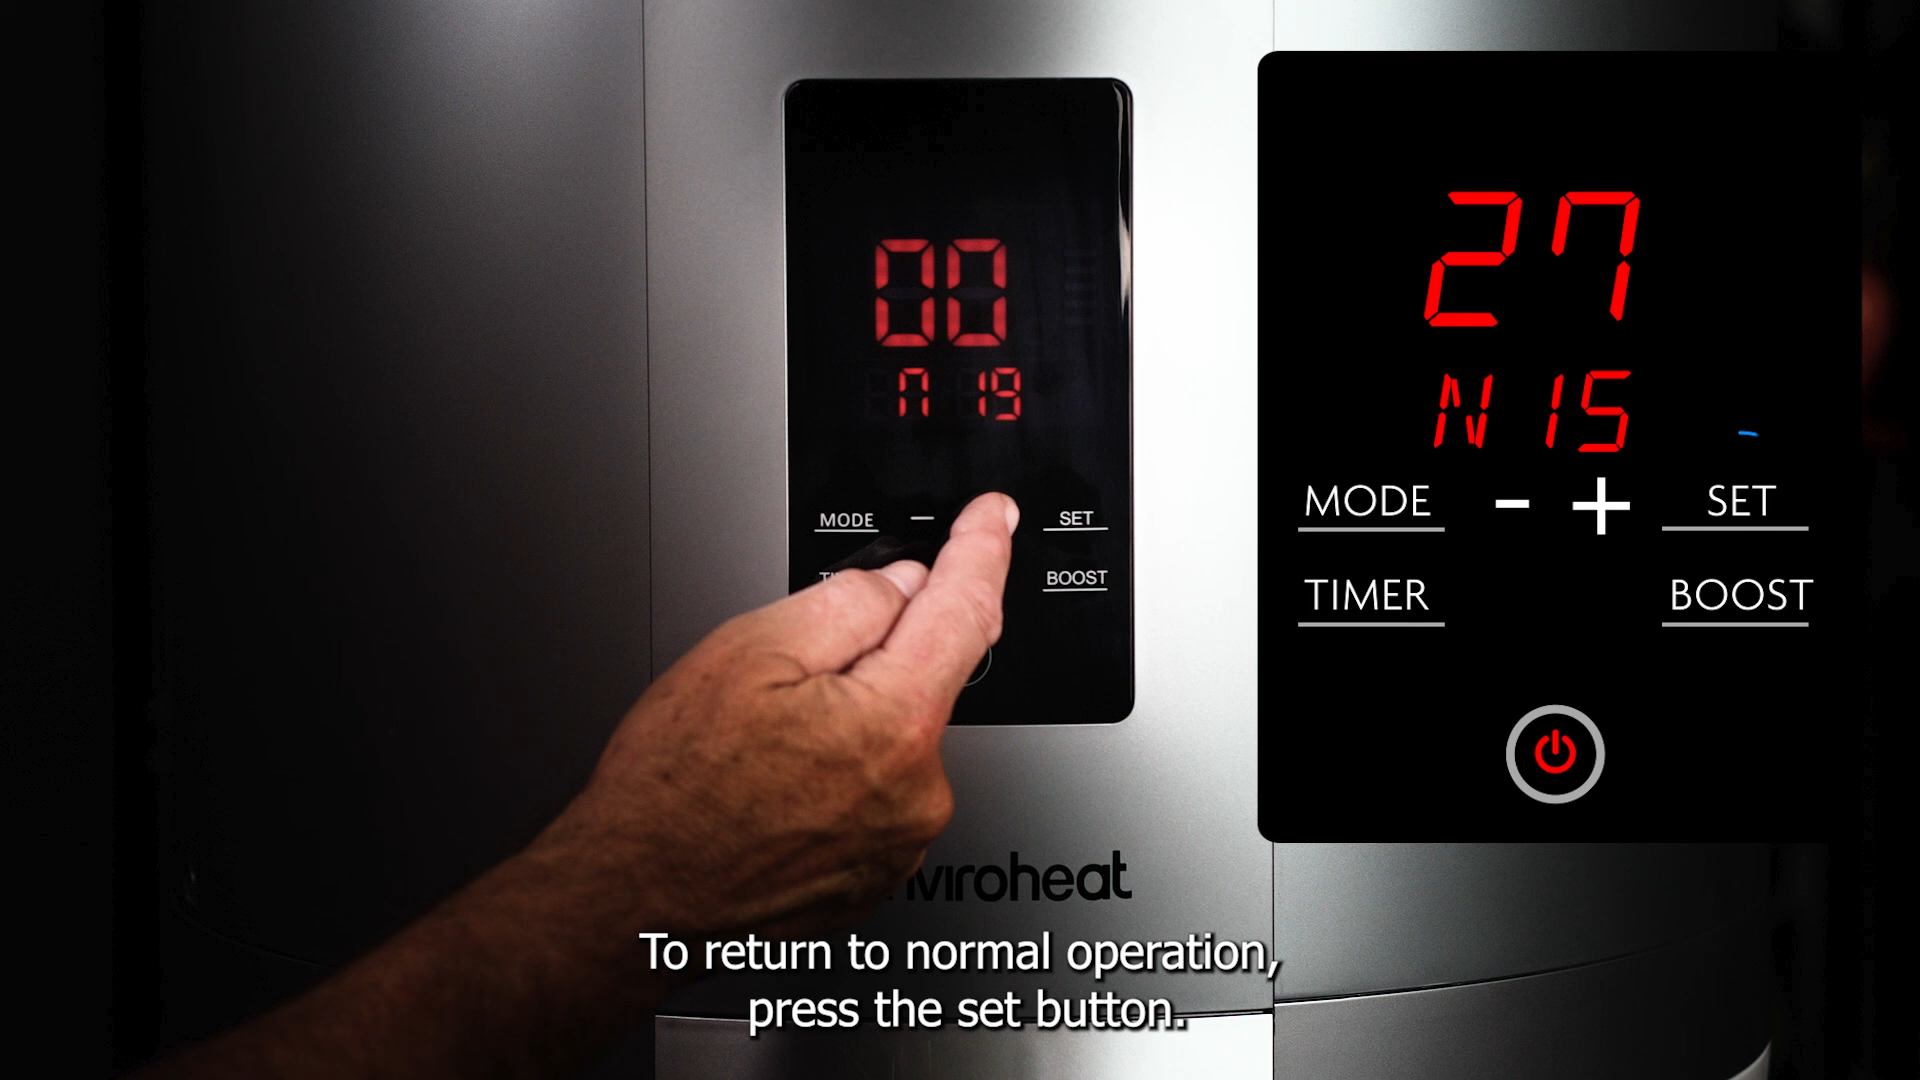 00
N 19
MODE
−
SET
BOOST
27
N 15
MODE
-
+
SET
TIMER
BOOST
nviroheat
To return to normal operation,
press the set button.